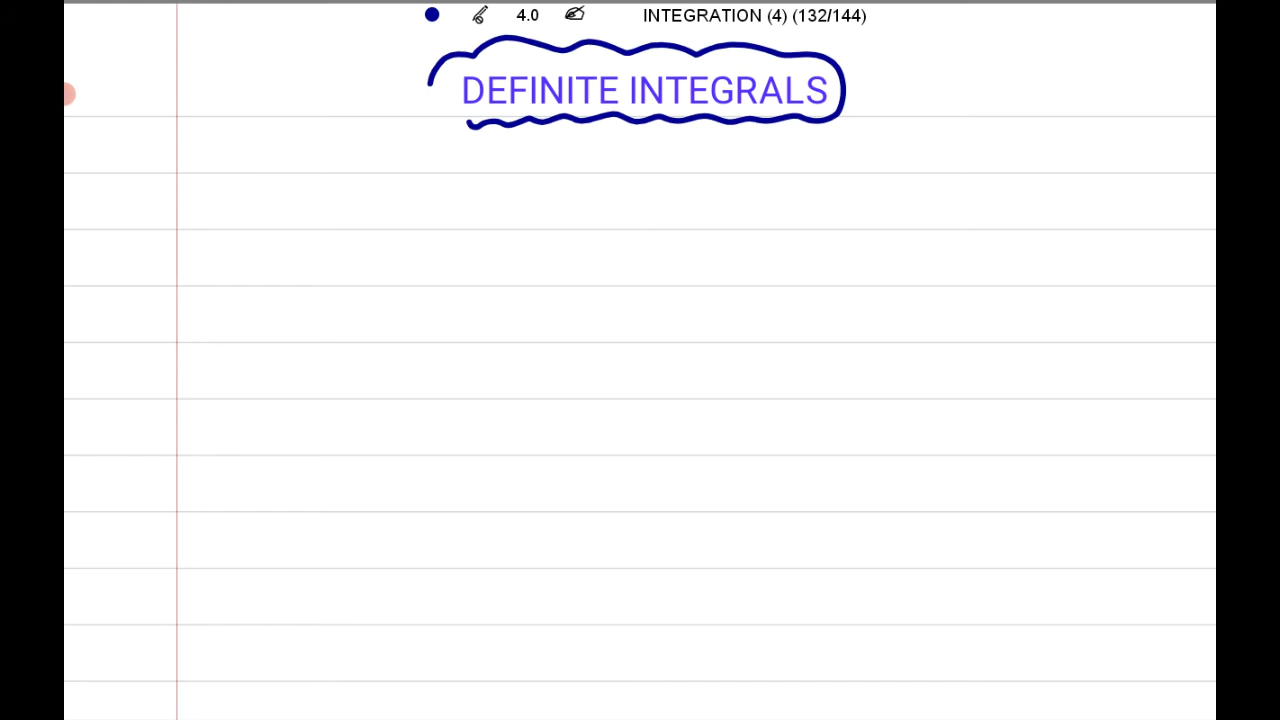 4.0 INTEGRATION (4) (132/144)
DEFINITE INTEGRALS